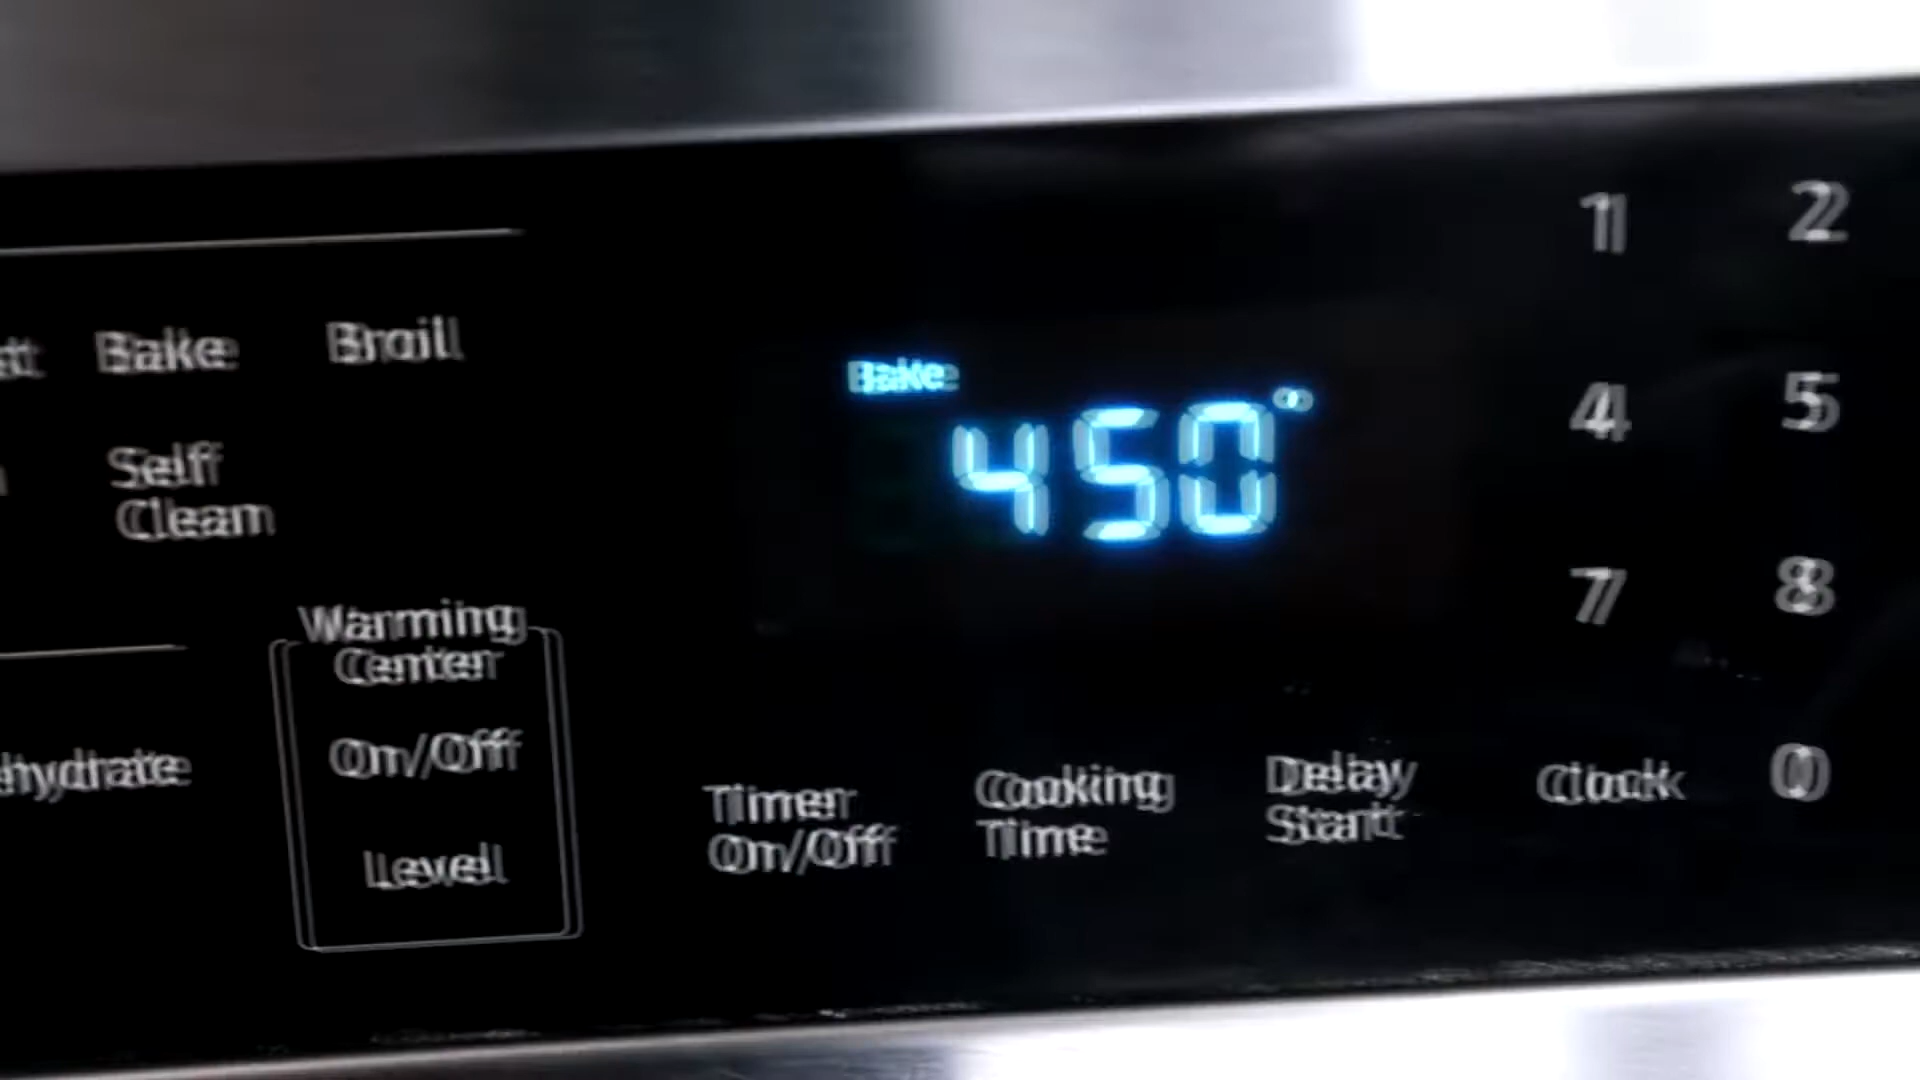 Bake
Broil
Self
Clean
Warming
Center
On/Off
Level
Bake
450°
Timer
On/Off
Cooking
Time
Delay
Start
Clock
1
2
4
5
7
8
0